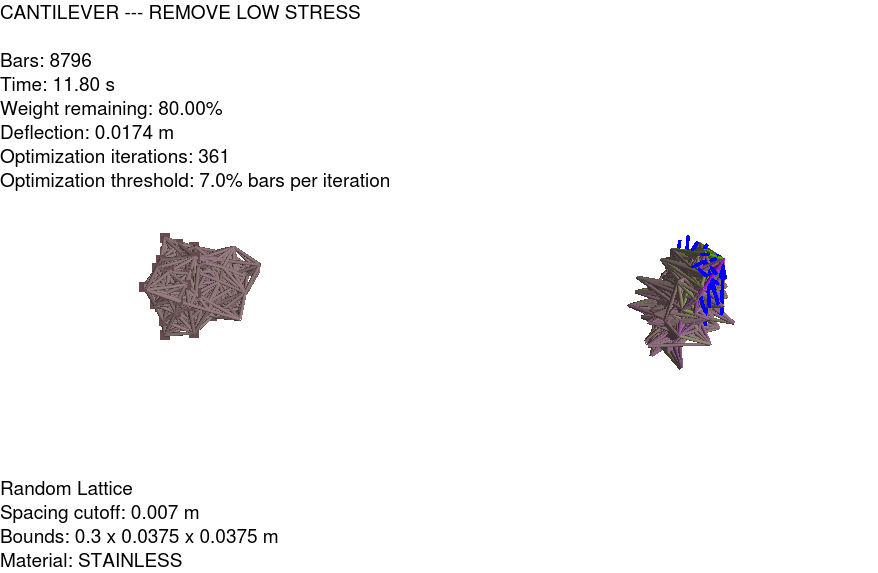 CANTILEVER --- REMOVE LOW STRESS
Bars: 8796
Time: 11.80 s
Weight remaining: 80.00%
Deflection: 0.0174 m
Optimization iterations: 361
Optimization threshold: 7.0% bars per iteration
Random Lattice
Spacing cutoff: 0.007 m
Bounds: 0.3 x 0.0375 x 0.0375 m
Material: STAINLESS